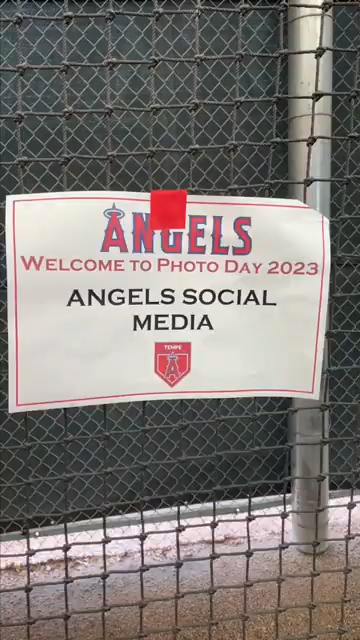 ANGELS
WELCOME TO PHOTO DAY 2023
ANGELS SOCIAL
MEDIA
TEMPE
A